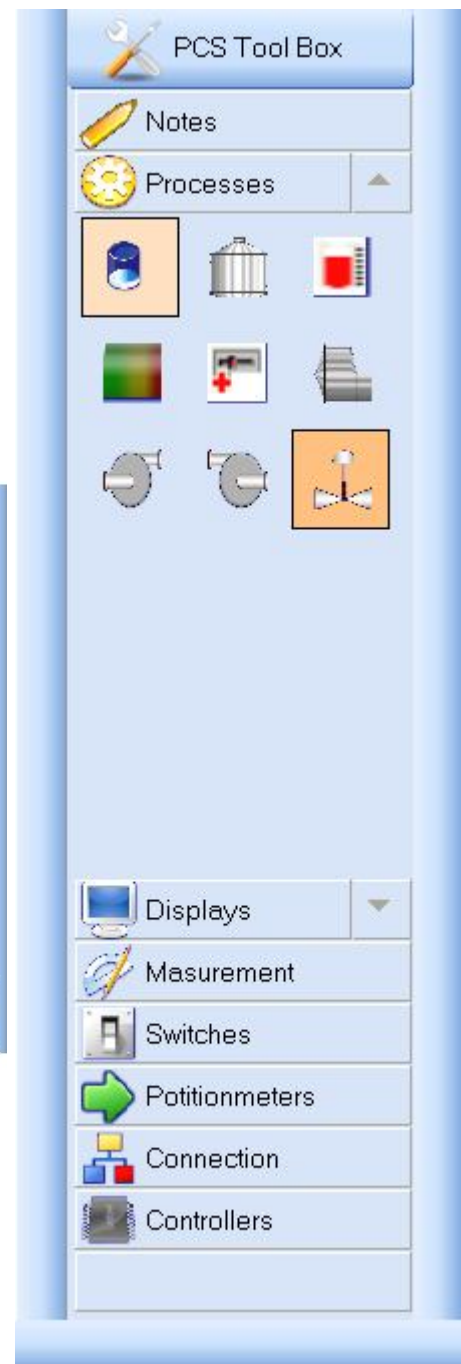 PCS Tool Box
Notes
Processes
Displays
Masurement
Switches
Potitionmeters
Connection
Controllers